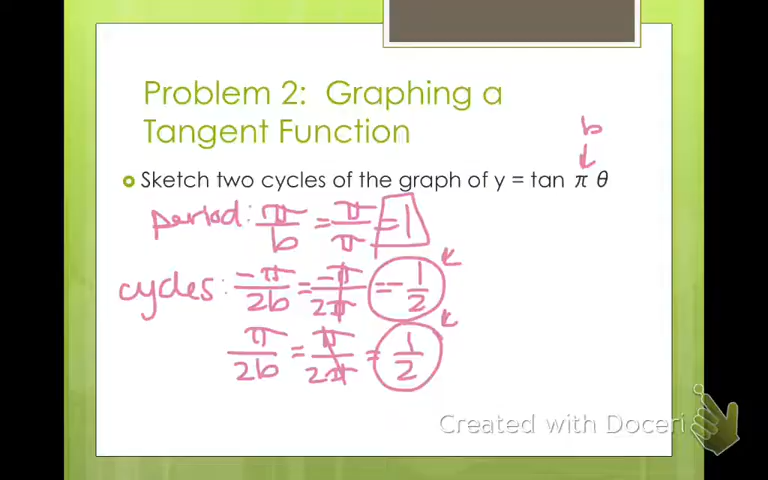 Problem 2: Graphing a
Tangent Function
b
↓
Sketch two cycles of the graph of y = tan π θ
period: π/b = π/π = 1
cycles: -π/2b = -π/2π = -1/2
π/2b = π/2π = 1/2
Created with Doceri